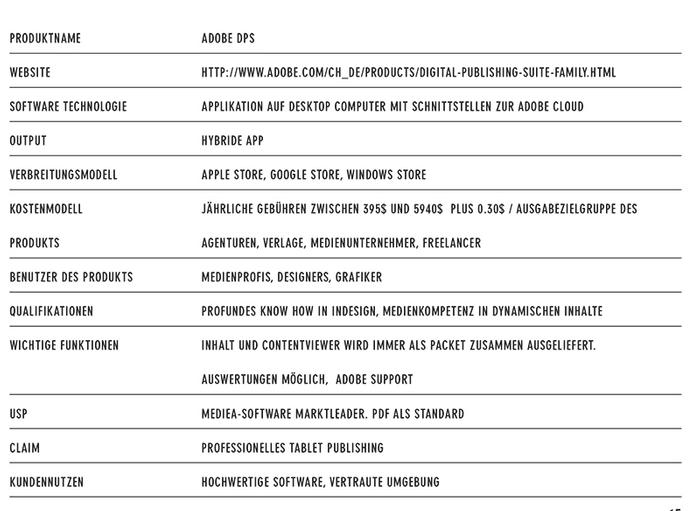 PRODUKTNAME ADOBE DPS
WEBSITE HTTP://WWW.ADOBE.COM/CH_DE/PRODUCTS/DIGITAL-PUBLISHING-SUITE-FAMILY.HTML
SOFTWARE TECHNOLOGIE APPLIKATION AUF DESKTOP COMPUTER MIT SCHNITTSTELLEN ZUR ADOBE CLOUD
OUTPUT HYBRIDE APP
VERBREITUNGSMODELL APPLE STORE, GOOGLE STORE, WINDOWS STORE
KOSTENMODELL JÄHRLICHE GEBÜHREN ZWISCHEN 395$ UND 5940$ PLUS 0.30$ / AUSGABEZIELGRUPPE DES
PRODUKTS AGENTUREN, VERLAGE, MEDIENUNTERNEHMER, FREELANCER
BENUTZER DES PRODUKTS MEDIENPROFIS, DESIGNERS, GRAFIKER
QUALIFIKATIONEN PROFUNDES KNOW HOW IN INDESIGN, MEDIENKOMPETENZ IN DYNAMISCHEN INHALTE
WICHTIGE FUNKTIONEN INHALT UND CONTENTVIEWER WIRD IMMER ALS PACKET ZUSAMMEN AUSGELIEFERT.
AUSWERTUNGEN MÖGLICH, ADOBE SUPPORT
USP MEDIEA-SOFTWARE MARKTLEADER. PDF ALS STANDARD
CLAIM PROFESSIONELLES TABLET PUBLISHING
KUNDENNUTZEN HOCHWERTIGE SOFTWARE, VERTRAUTE UMGEBUNG